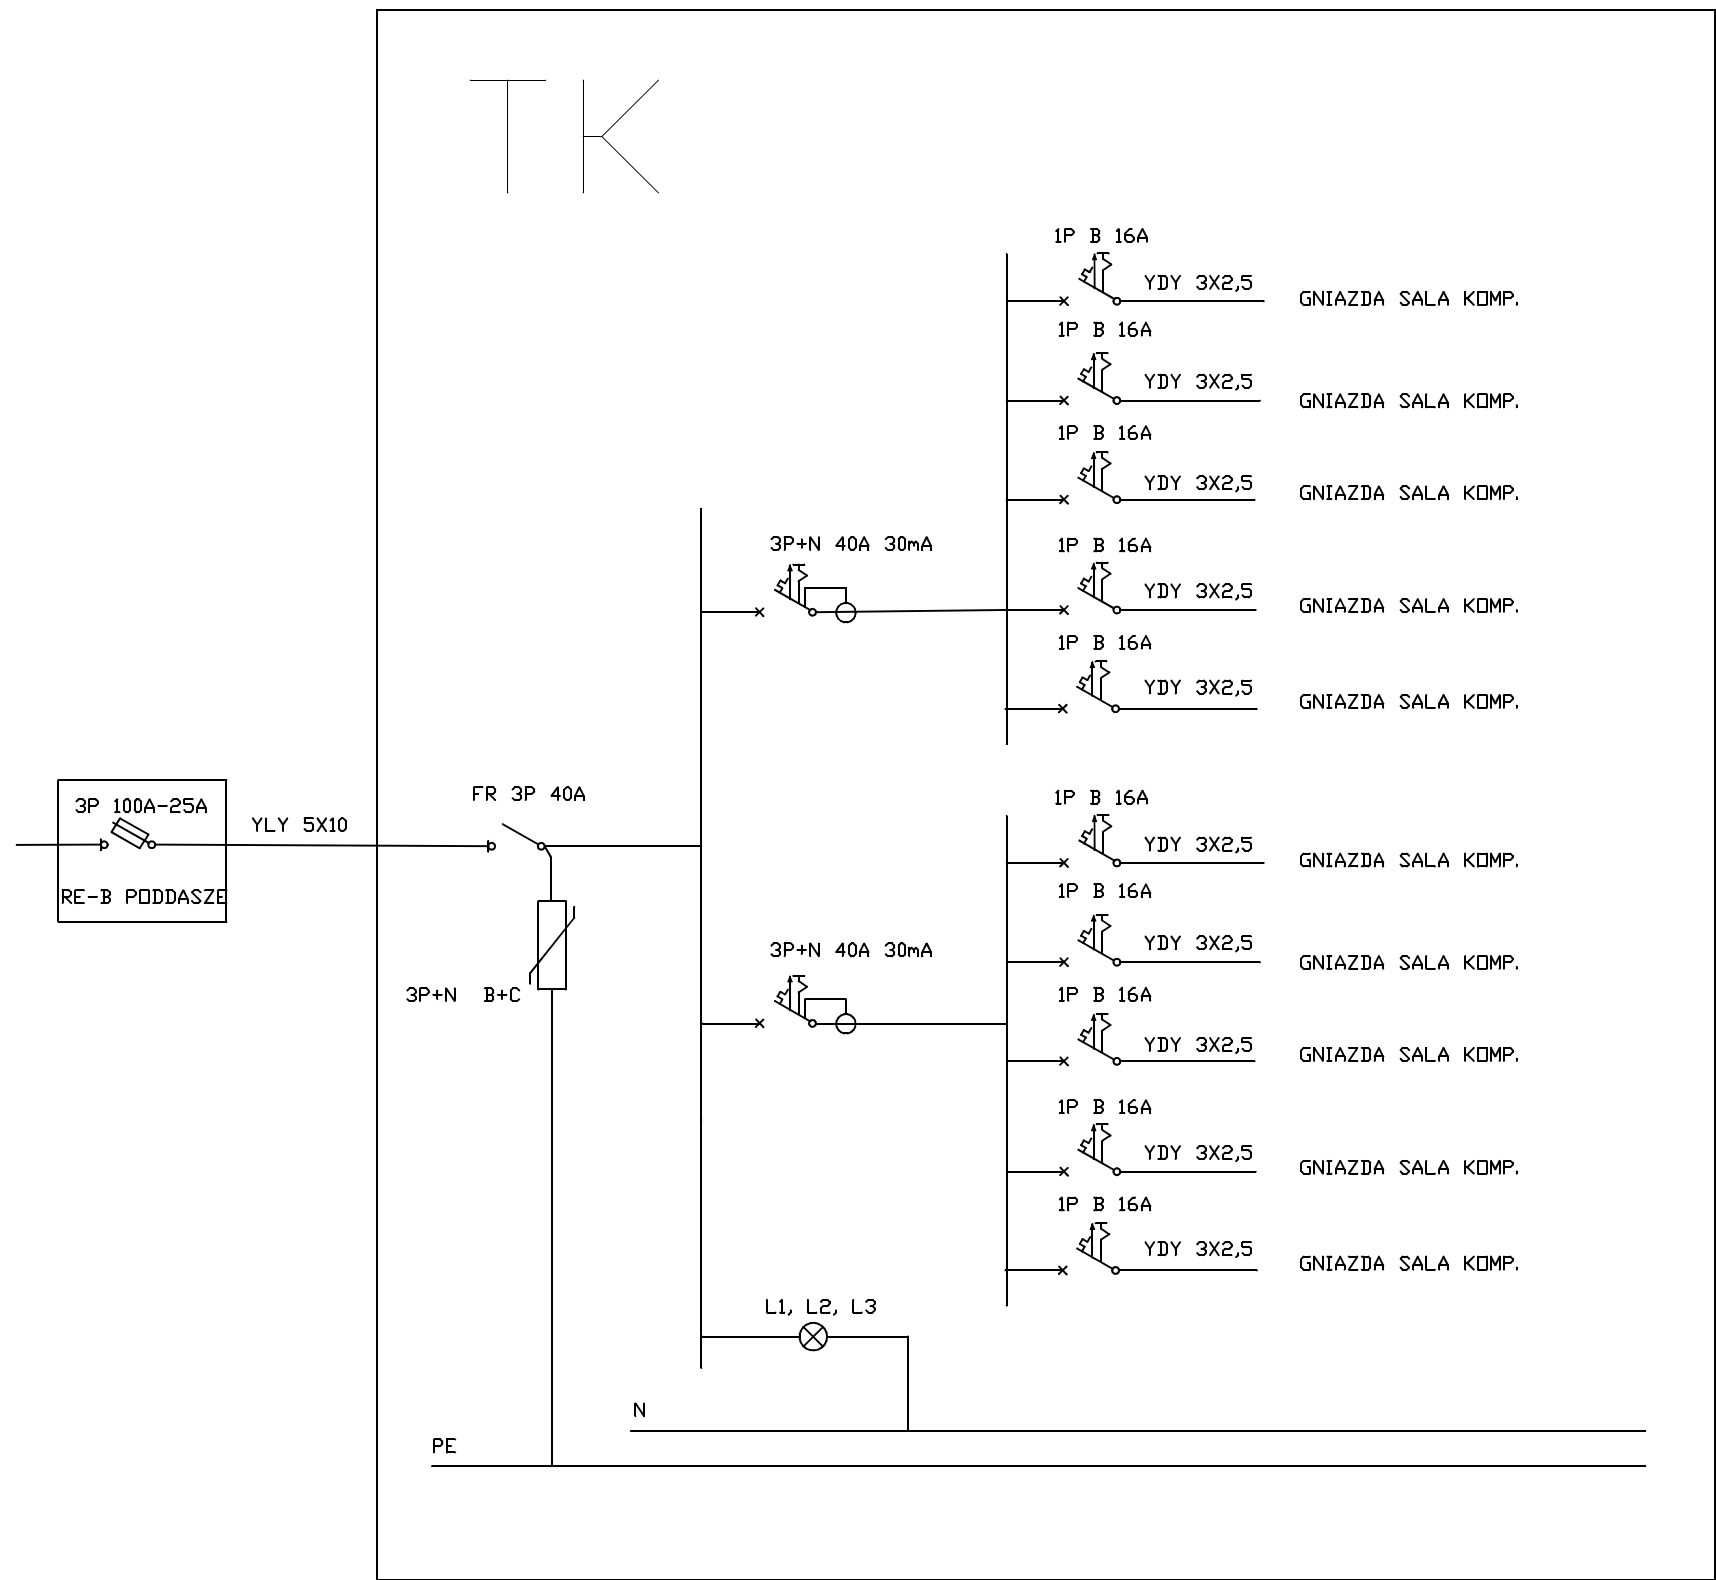 TK
1P B 16A
YDY 3X2,5
GNIAZDA SALA KOMP.
1P B 16A
YDY 3X2,5
GNIAZDA SALA KOMP.
1P B 16A
YDY 3X2,5
GNIAZDA SALA KOMP.
3P+N 40A 30mA
1P B 16A
YDY 3X2,5
GNIAZDA SALA KOMP.
1P B 16A
YDY 3X2,5
GNIAZDA SALA KOMP.
3P 100A-25A
RE-B PODDASZE
YLY 5X10
FR 3P 40A
3P+N B+C
1P B 16A
YDY 3X2,5
GNIAZDA SALA KOMP.
1P B 16A
YDY 3X2,5
GNIAZDA SALA KOMP.
3P+N 40A 30mA
1P B 16A
YDY 3X2,5
GNIAZDA SALA KOMP.
1P B 16A
YDY 3X2,5
GNIAZDA SALA KOMP.
1P B 16A
YDY 3X2,5
GNIAZDA SALA KOMP.
L1, L2, L3
N
PE